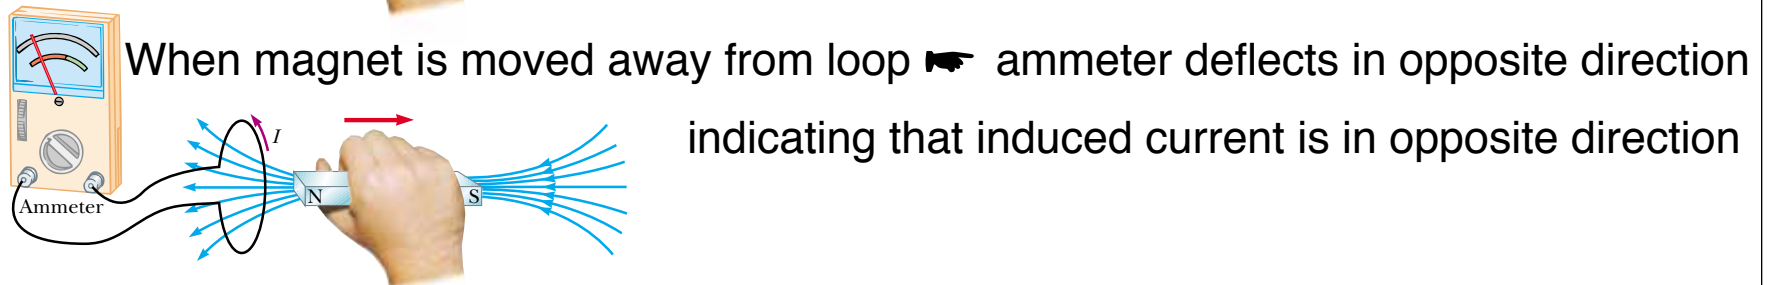 When magnet is moved away from loop ☛ ammeter deflects in opposite direction
indicating that induced current is in opposite direction
I
N
S
Ammeter